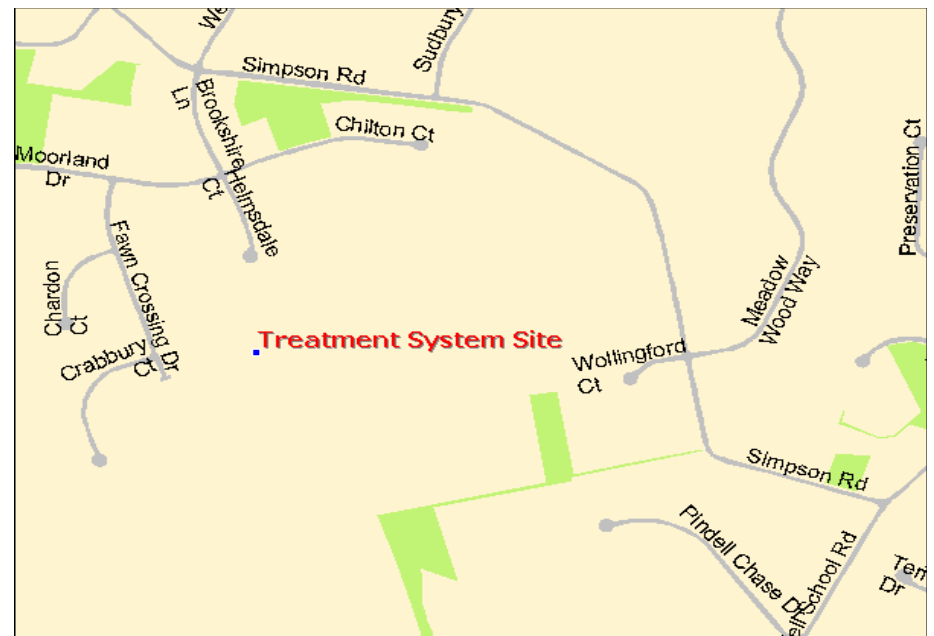 Simpson Rd
Sudbury
Brookshire
Ln
Chilton Ct
Moorland
Dr
Helmsdale
Ct
Preservation Ct
Fawn Crossing Dr
Chardon
Ct
Meadow
Wood Way
Treatment System Site
Crabbury
Ct
Wollingford
Ct
Simpson Rd
Pindell Chase Dr
School Rd
Dr